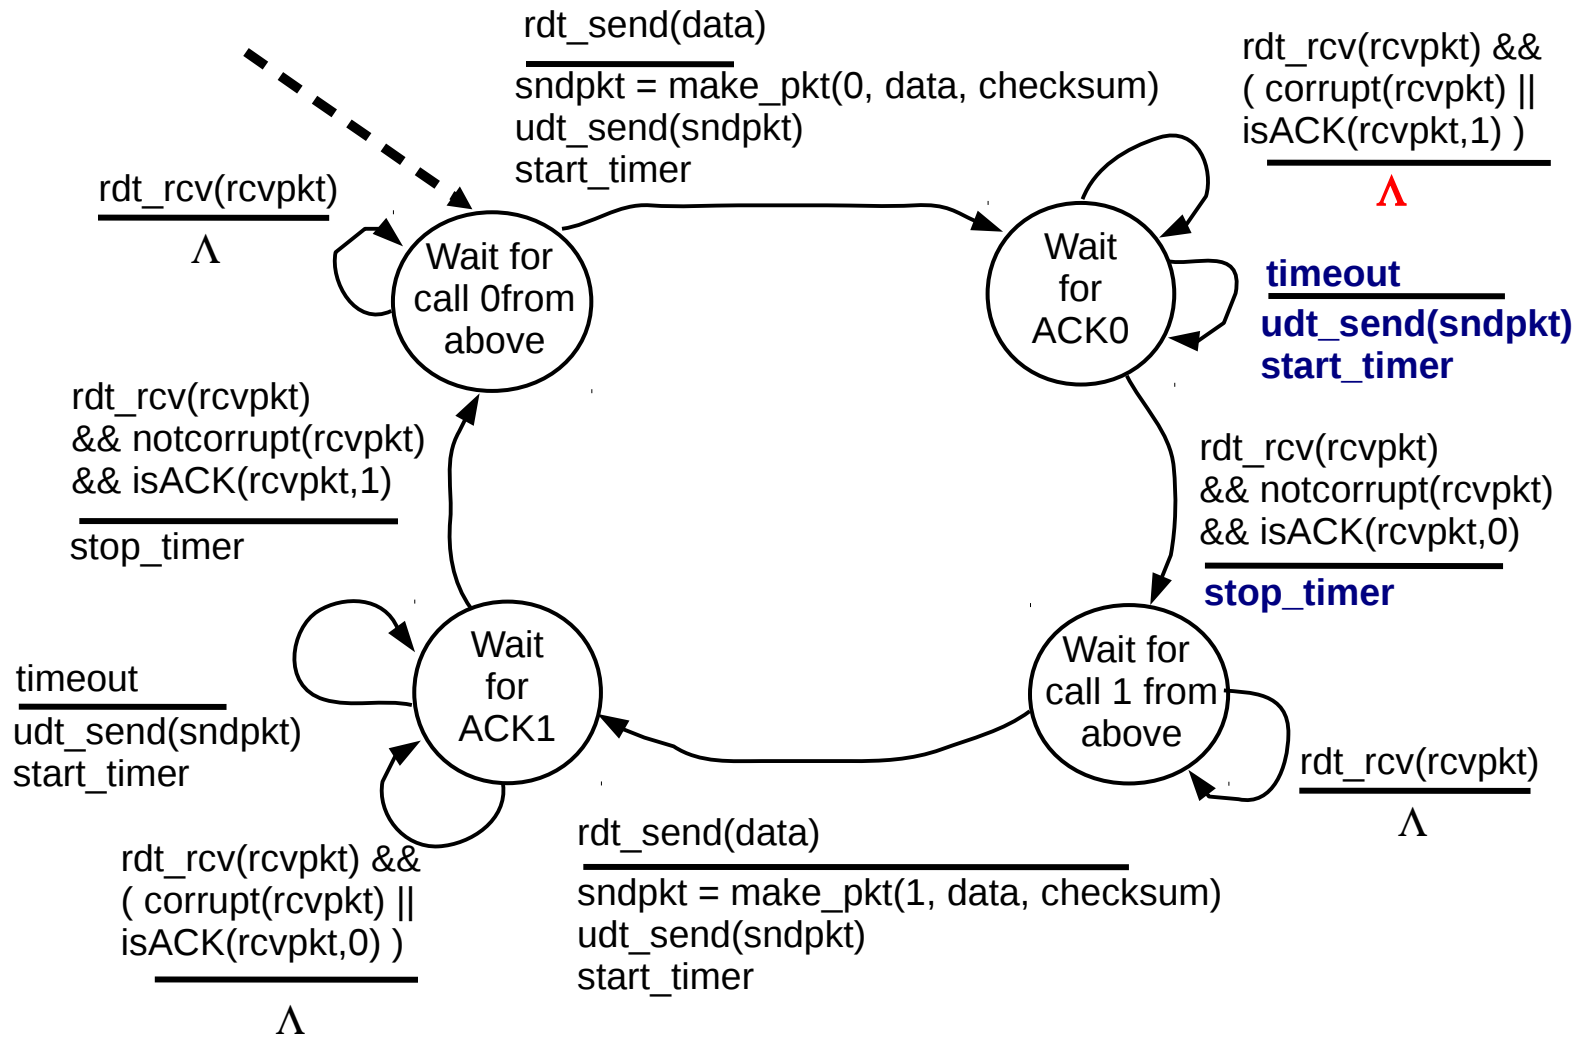 rdt_send(data)
sndpkt = make_pkt(0, data, checksum)
udt_send(sndpkt)
start_timer
rdt_rcv(rcvpkt) &&
( corrupt(rcvpkt) ||
isACK(rcvpkt,1) )
Λ
rdt_rcv(rcvpkt)
Λ
Wait for
call 0from
above
Wait
for
ACK0
timeout
udt_send(sndpkt)
start_timer
rdt_rcv(rcvpkt)
&& notcorrupt(rcvpkt)
&& isACK(rcvpkt,1)
stop_timer
rdt_rcv(rcvpkt)
&& notcorrupt(rcvpkt)
&& isACK(rcvpkt,0)
stop_timer
Wait
for
ACK1
Wait for
call 1 from
above
timeout
udt_send(sndpkt)
start_timer
rdt_rcv(rcvpkt)
Λ
rdt_rcv(rcvpkt) &&
( corrupt(rcvpkt) ||
isACK(rcvpkt,0) )
Λ
rdt_send(data)
sndpkt = make_pkt(1, data, checksum)
udt_send(sndpkt)
start_timer